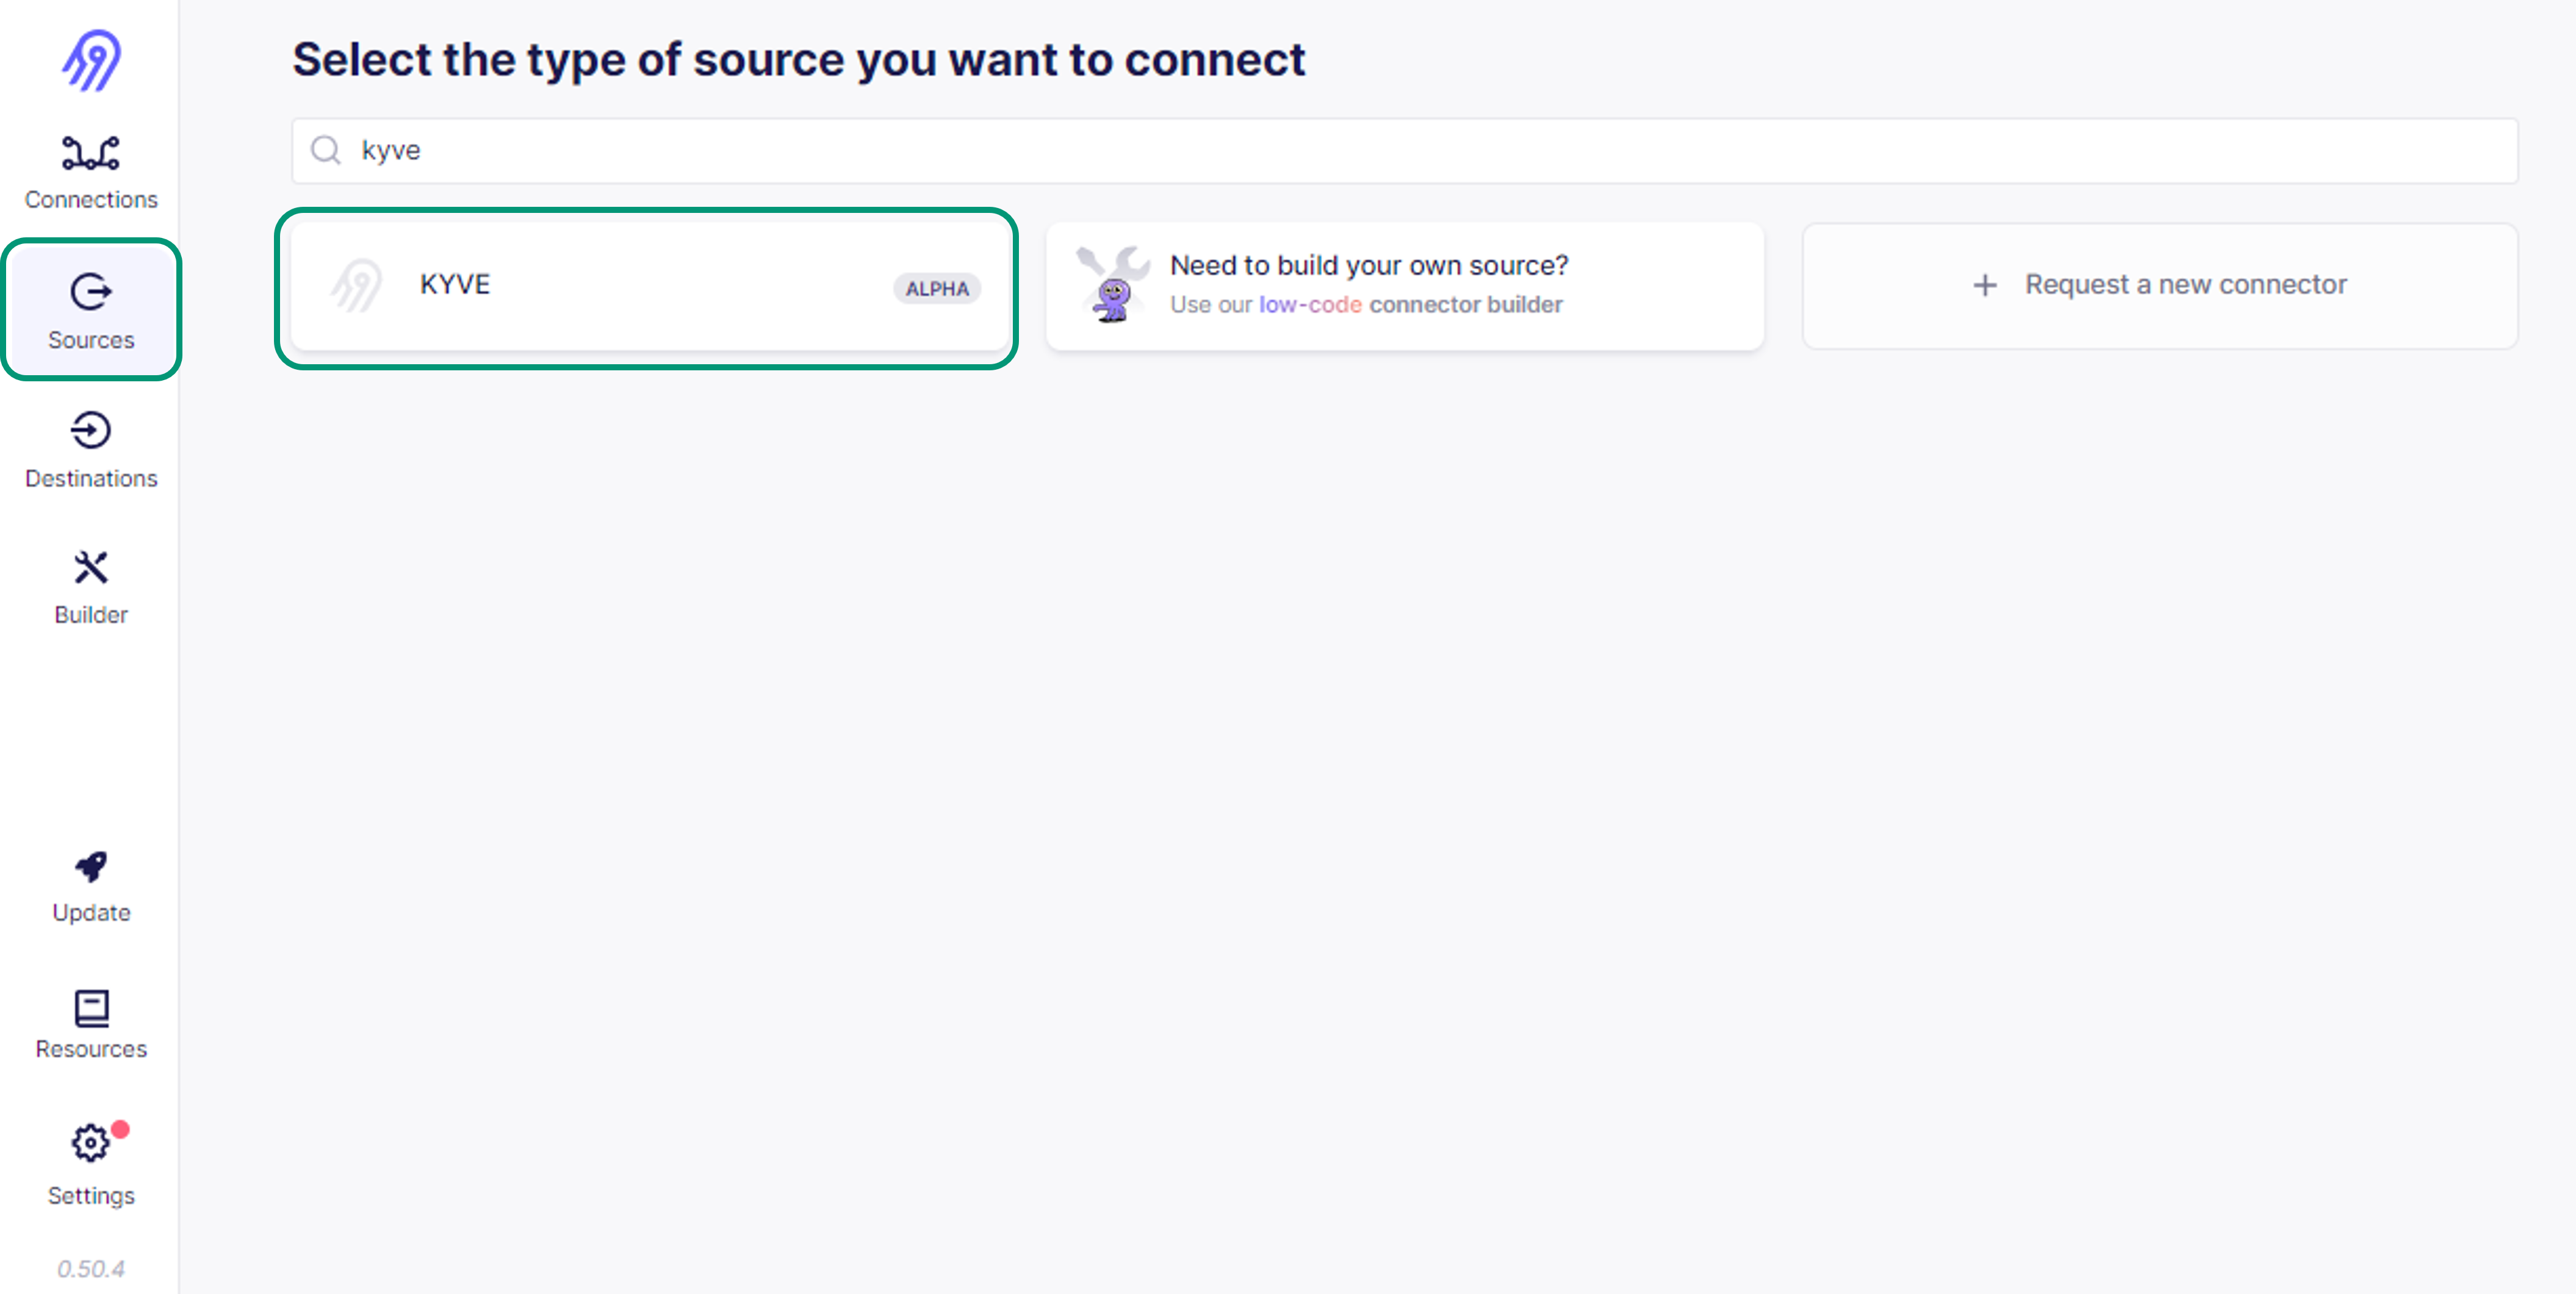 Select the type of source you want to connect
kyve
Connections
Sources
Destinations
Builder
Update
Resources
Settings
0.50.4
KYVE
ALPHA
Need to build your own source?
Use our low-code connector builder
+ Request a new connector